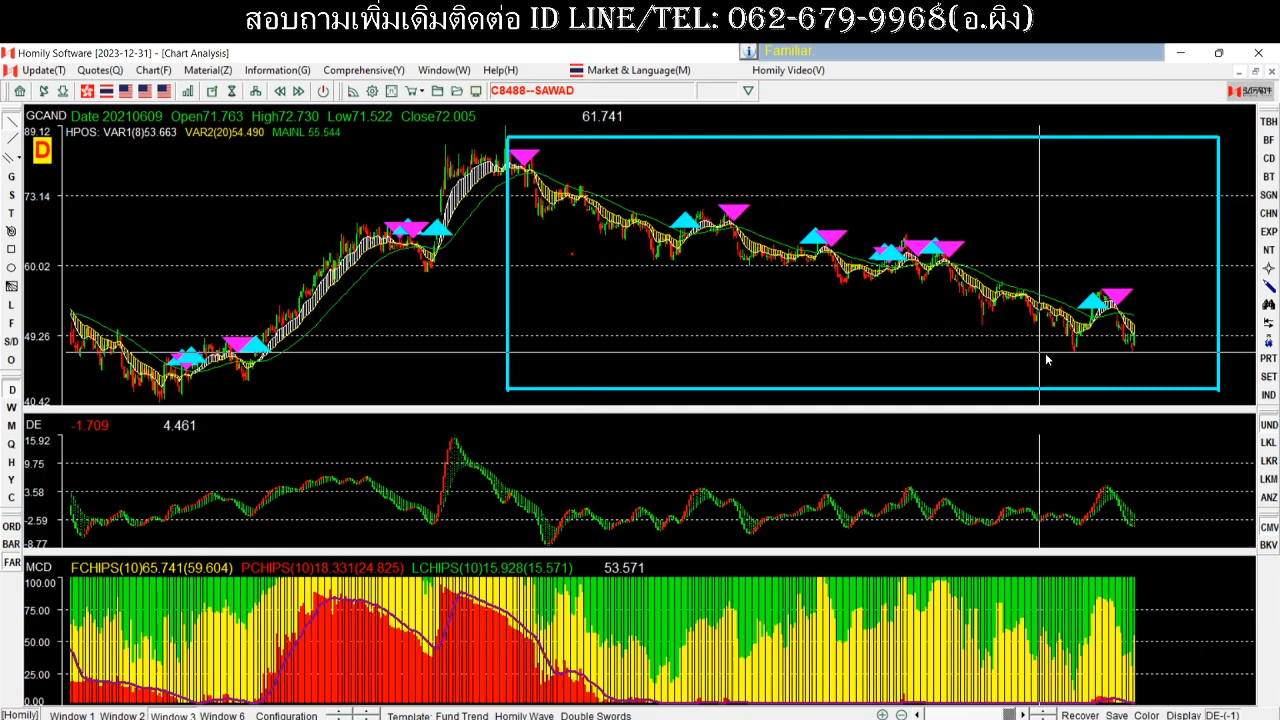 สอบถามเพิ่มเติมติดต่อ ID LINE/TEL: 062-679-9968(อ.ผิง)
Homily Software [2023-12-31] - [Chart Analysis]
Familiar.
Update(T) Quotes(Q) Chart(F) Material(Z) Information(G) Comprehensive(Y) Window(W) Help(H) Market & Language(M) Homily Video(V)
C8488--SAWAD
GCAND Date 20210609 Open71.763 High72.730 Low71.522 Close72.005 61.741
89.12 HPOS: VAR1(8)53.663 VAR2(20)54.490 MAINL 55.544
D
73.14
60.02
49.26
40.42
DE -1.709 4.461
15.92
9.75
3.58
-2.59
-8.77
MCD FCHIPS(10)65.741(59.604) PCHIPS(10)18.331(24.825) LCHIPS(10)15.928(15.571) 53.571
100.00
75.00
50.00
25.00
0.00
G
S
T
L
F
S/D
O
D
W
M
Q
H
Y
C
ORD
BAR
FAR
TBH
BF
CD
BT
SGN
CHN
EXP
NT
PRT
SET
IND
UND
LKL
LKR
LKM
ANZ
CMV
BKV
[Homily] Window 1 Window 2 Window 3 Window 6 Configuration Template: Fund Trend Homily Wave Double Swords Recover Save Color Display DE-(-1)